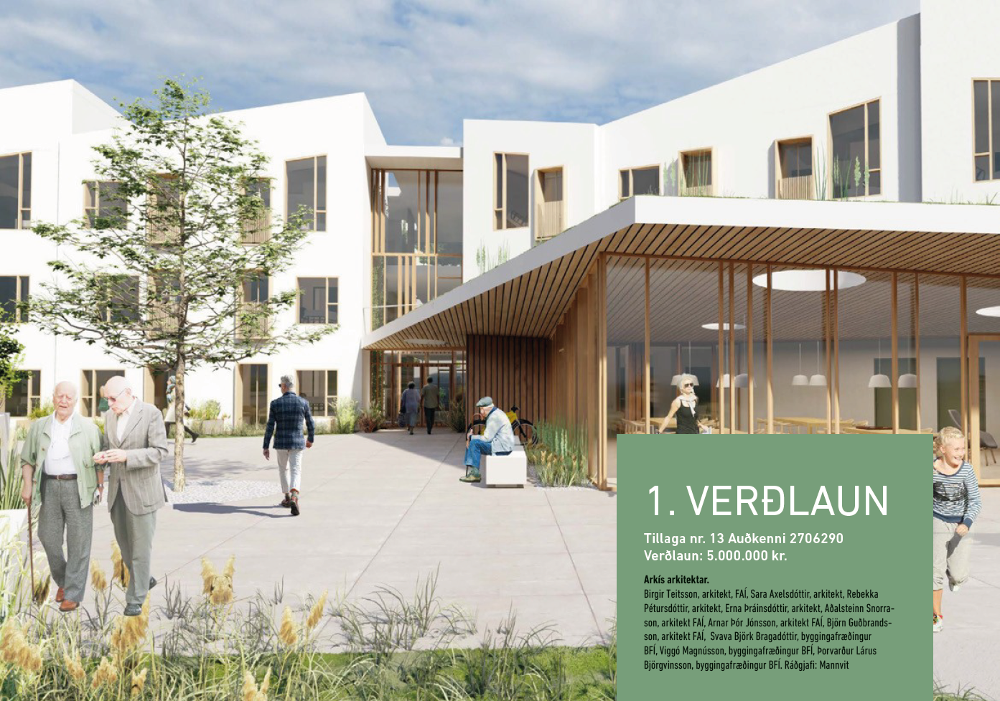 1. VERÐLAUN
Tillaga nr. 13 Auðkenni 2706290
Verðlaun: 5.000.000 kr.
Arkís arkitektar.
Birgir Teitsson, arkitekt, FAÍ, Sara Axelsdóttir, arkitekt, Rebekka
Pétursdóttir, arkitekt, Erna Þráinsdóttir, arkitekt, Aðalsteinn Snorra-
son, arkitekt FAÍ, Arnar Þór Jónsson, arkitekt FAÍ, Björn Guðbrands-
son, arkitekt FAÍ, Svava Björk Bragadóttir, byggingafræðingur
BFÍ, Viggó Magnússon, byggingafræðingur BFÍ, Þorvarður Lárus
Björgvinsson, byggingafræðingur BFÍ. Ráðgjafi: Mannvit